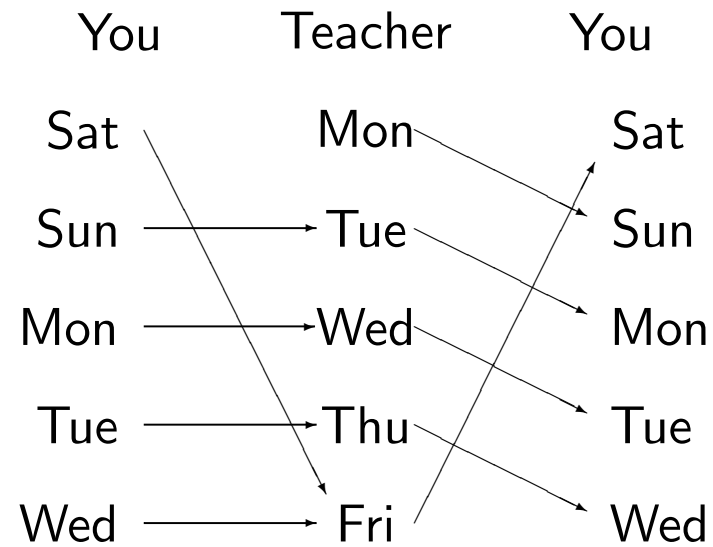 You Teacher You
Sat Mon Sat
Sun Tue Sun
Mon Wed Mon
Tue Thu Tue
Wed Fri Wed